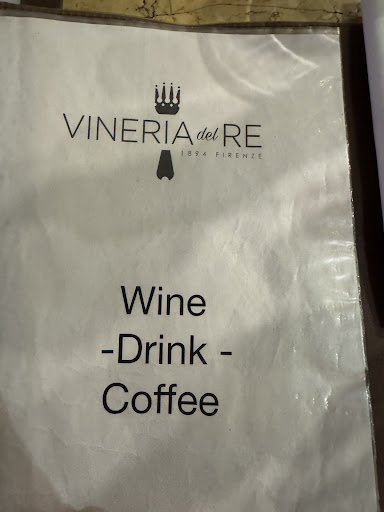 VINERIA del RE
1894 FIRENZE
Wine
-Drink -
Coffee